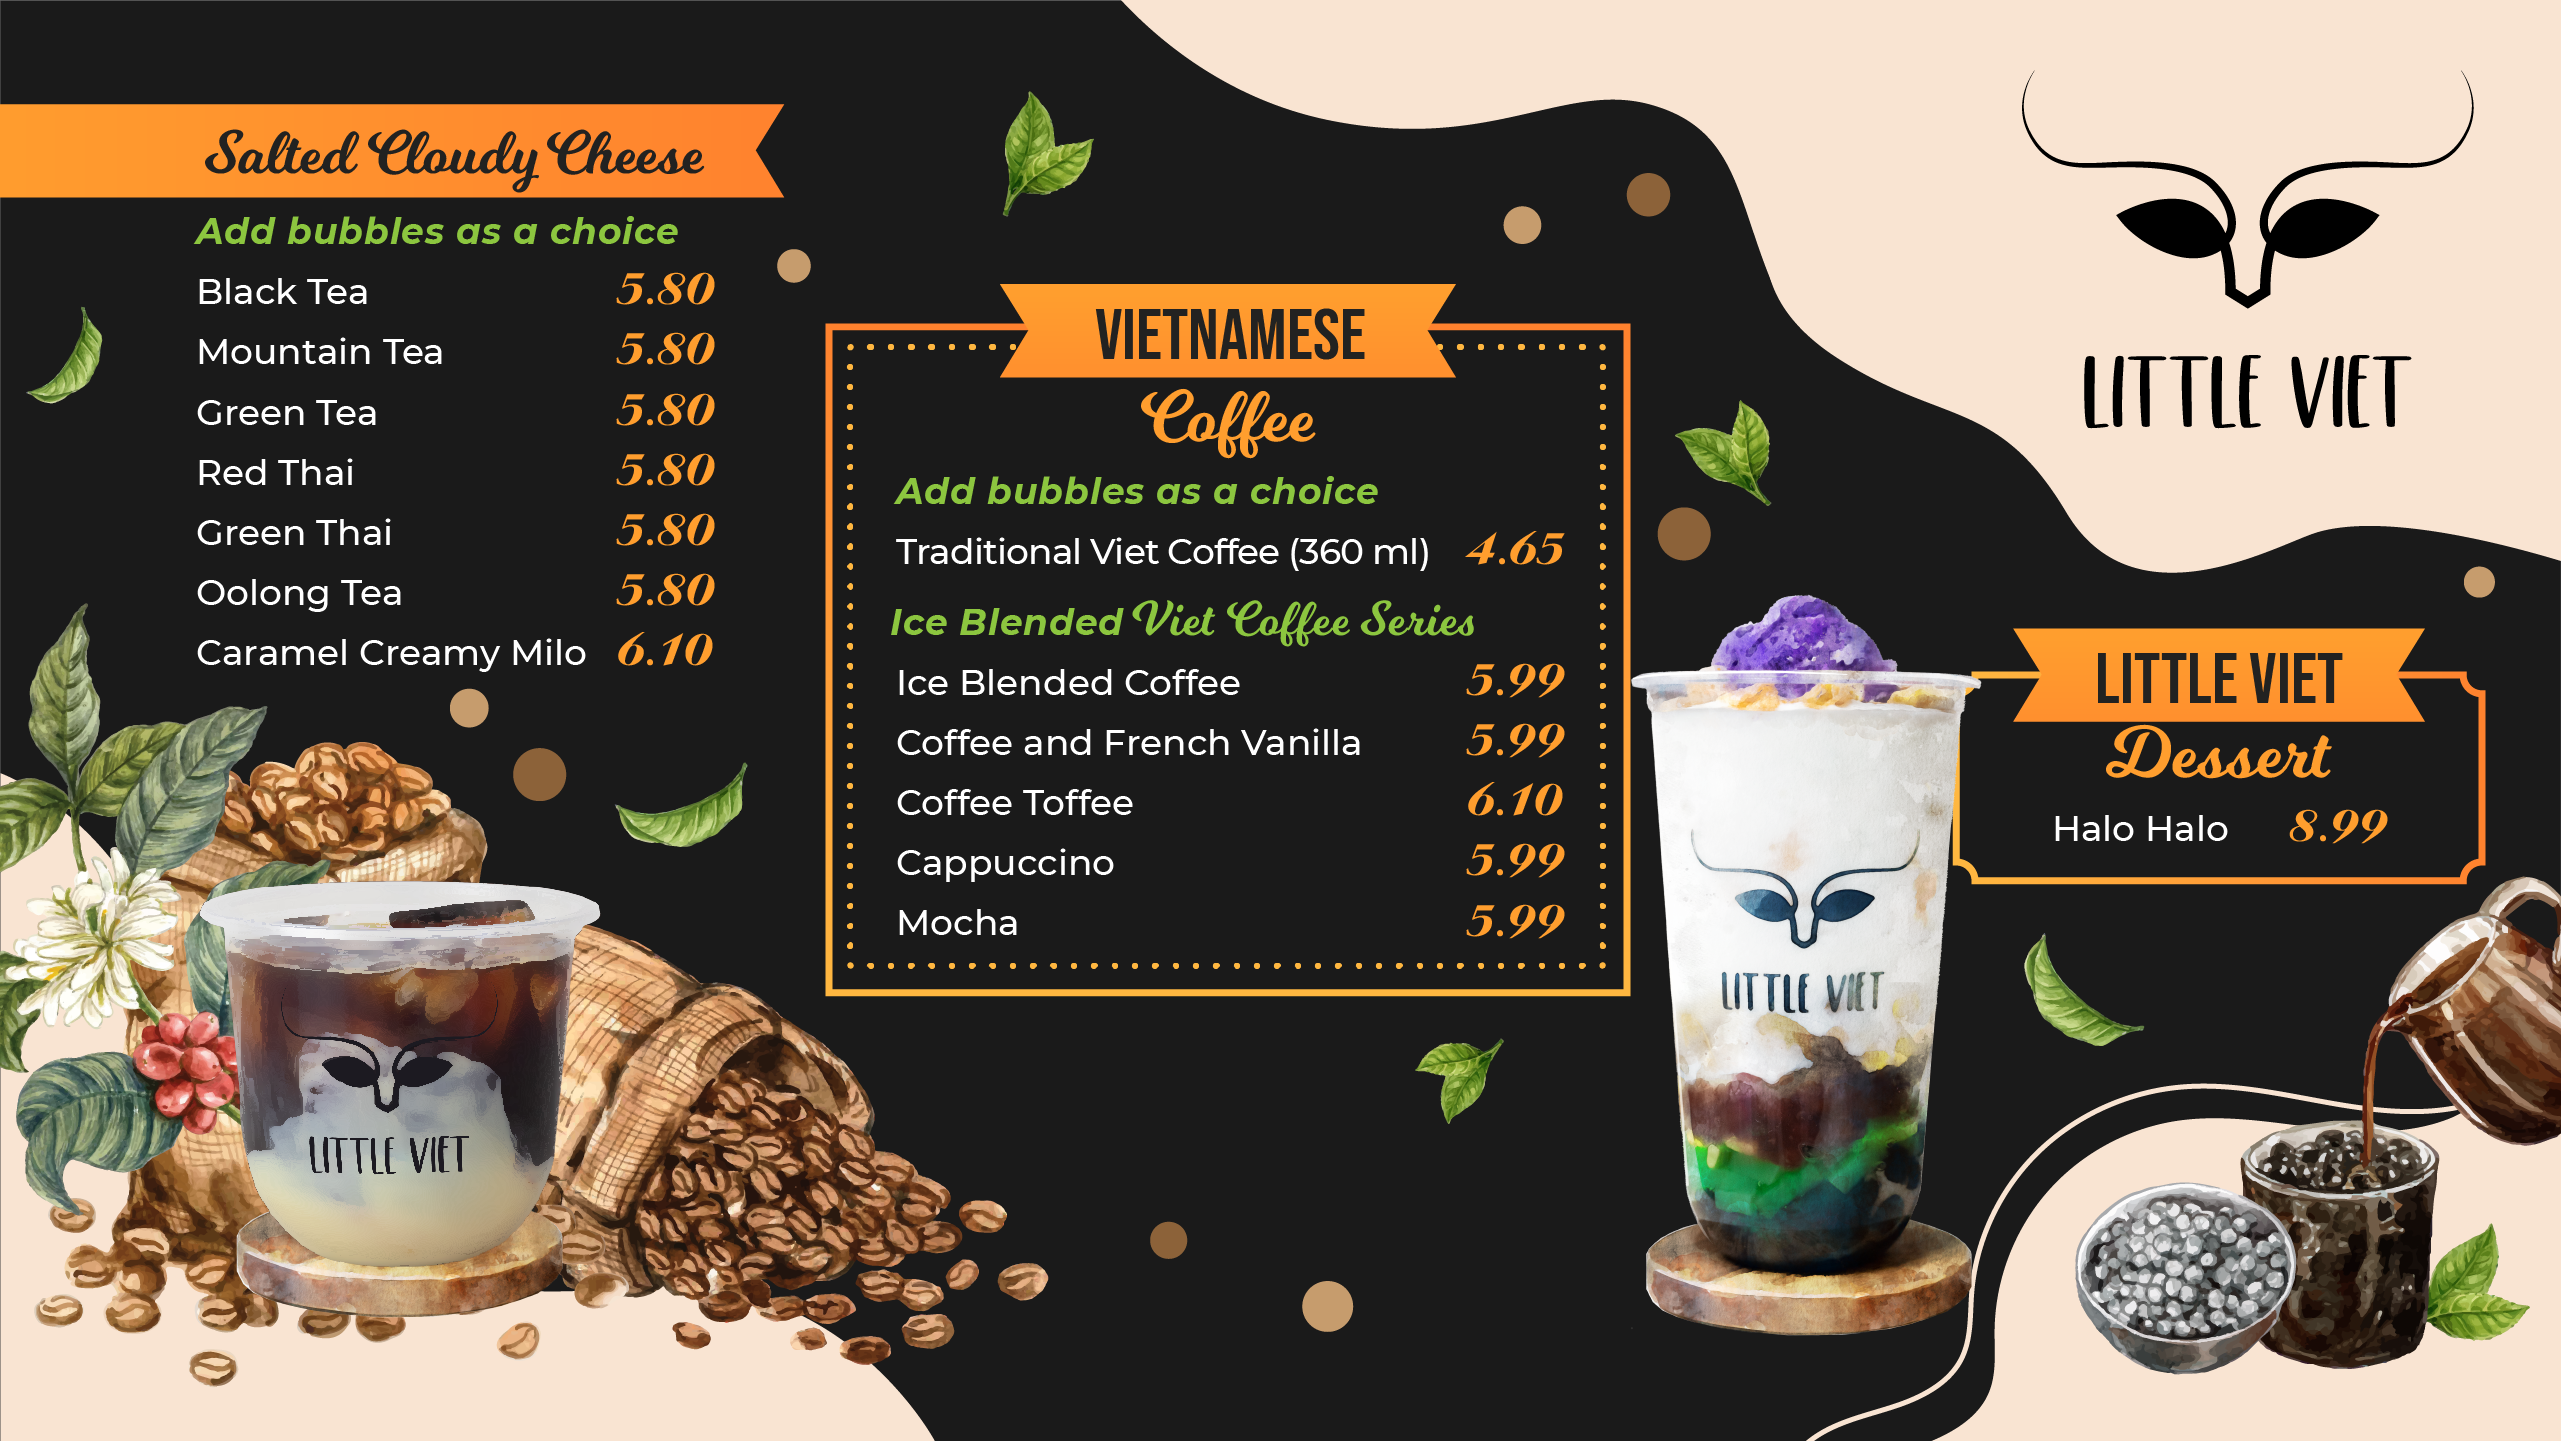 Salted Cloudy Cheese
Add bubbles as a choice
Black Tea 5.80
Mountain Tea 5.80
Green Tea 5.80
Red Thai 5.80
Green Thai 5.80
Oolong Tea 5.80
Caramel Creamy Milo 6.10
LITTLE VIET
VIETNAMESE
Coffee
Add bubbles as a choice
Traditional Viet Coffee (360 ml) 4.65
Ice Blended Viet Coffee Series
Ice Blended Coffee 5.99
Coffee and French Vanilla 5.99
Coffee Toffee 6.10
Cappuccino 5.99
Mocha 5.99
LITTLE VIET
LITTLE VIET
LITTLE VIET
Dessert
Halo Halo 8.99